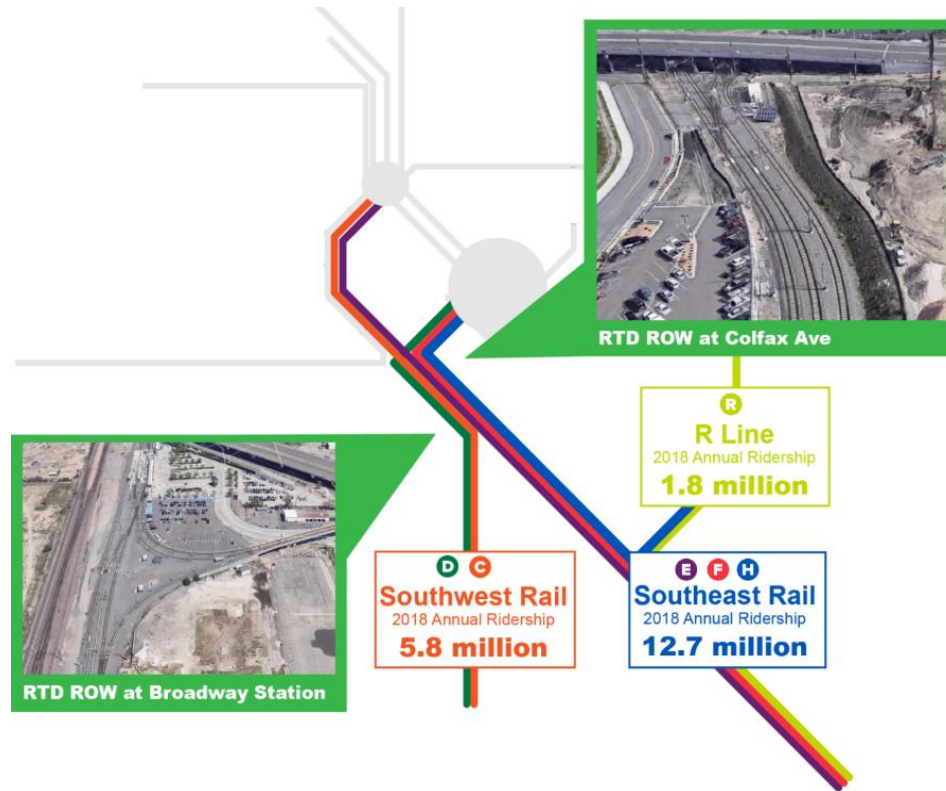 RTD ROW at Colfax Ave
R
R Line
2018 Annual Ridership
1.8 million
D C
Southwest Rail
2018 Annual Ridership
5.8 million
E F H
Southeast Rail
2018 Annual Ridership
12.7 million
RTD ROW at Broadway Station